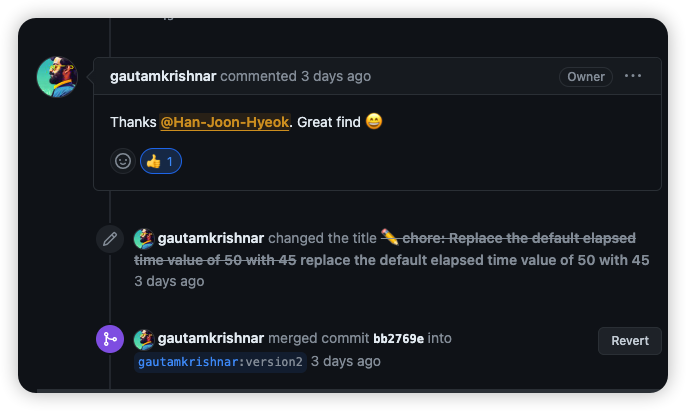 gautamkrishnar commented 3 days ago
Owner
Thanks @Han-Joon-Hyeok. Great find 😄
👍 1
gautamkrishnar changed the title ✏️ chore: Replace the default elapsed
time value of 50 with 45 replace the default elapsed time value of 50 with 45
3 days ago
gautamkrishnar merged commit bb2769e into
Revert
gautamkrishnar:version2 3 days ago